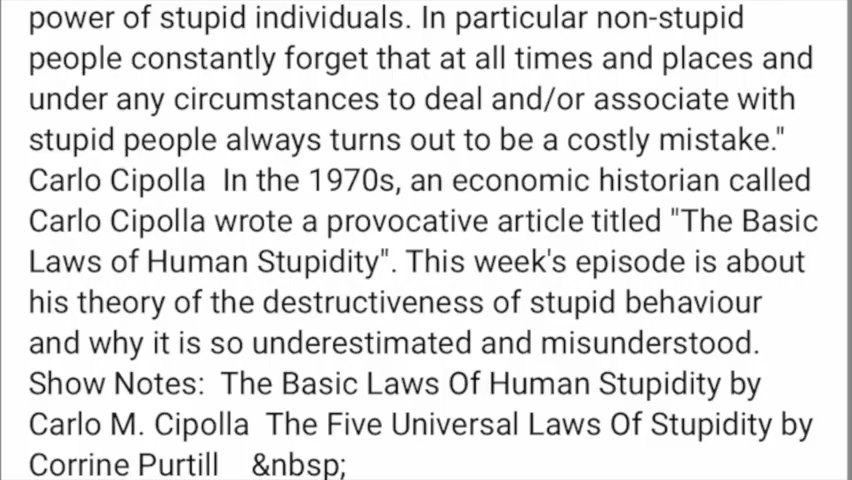 power of stupid individuals. In particular non-stupid
people constantly forget that at all times and places and
under any circumstances to deal and/or associate with
stupid people always turns out to be a costly mistake."
Carlo Cipolla  In the 1970s, an economic historian called
Carlo Cipolla wrote a provocative article titled "The Basic
Laws of Human Stupidity". This week's episode is about
his theory of the destructiveness of stupid behaviour
and why it is so underestimated and misunderstood.
Show Notes:  The Basic Laws Of Human Stupidity by
Carlo M. Cipolla  The Five Universal Laws Of Stupidity by
Corrine Purtill    &nbsp;